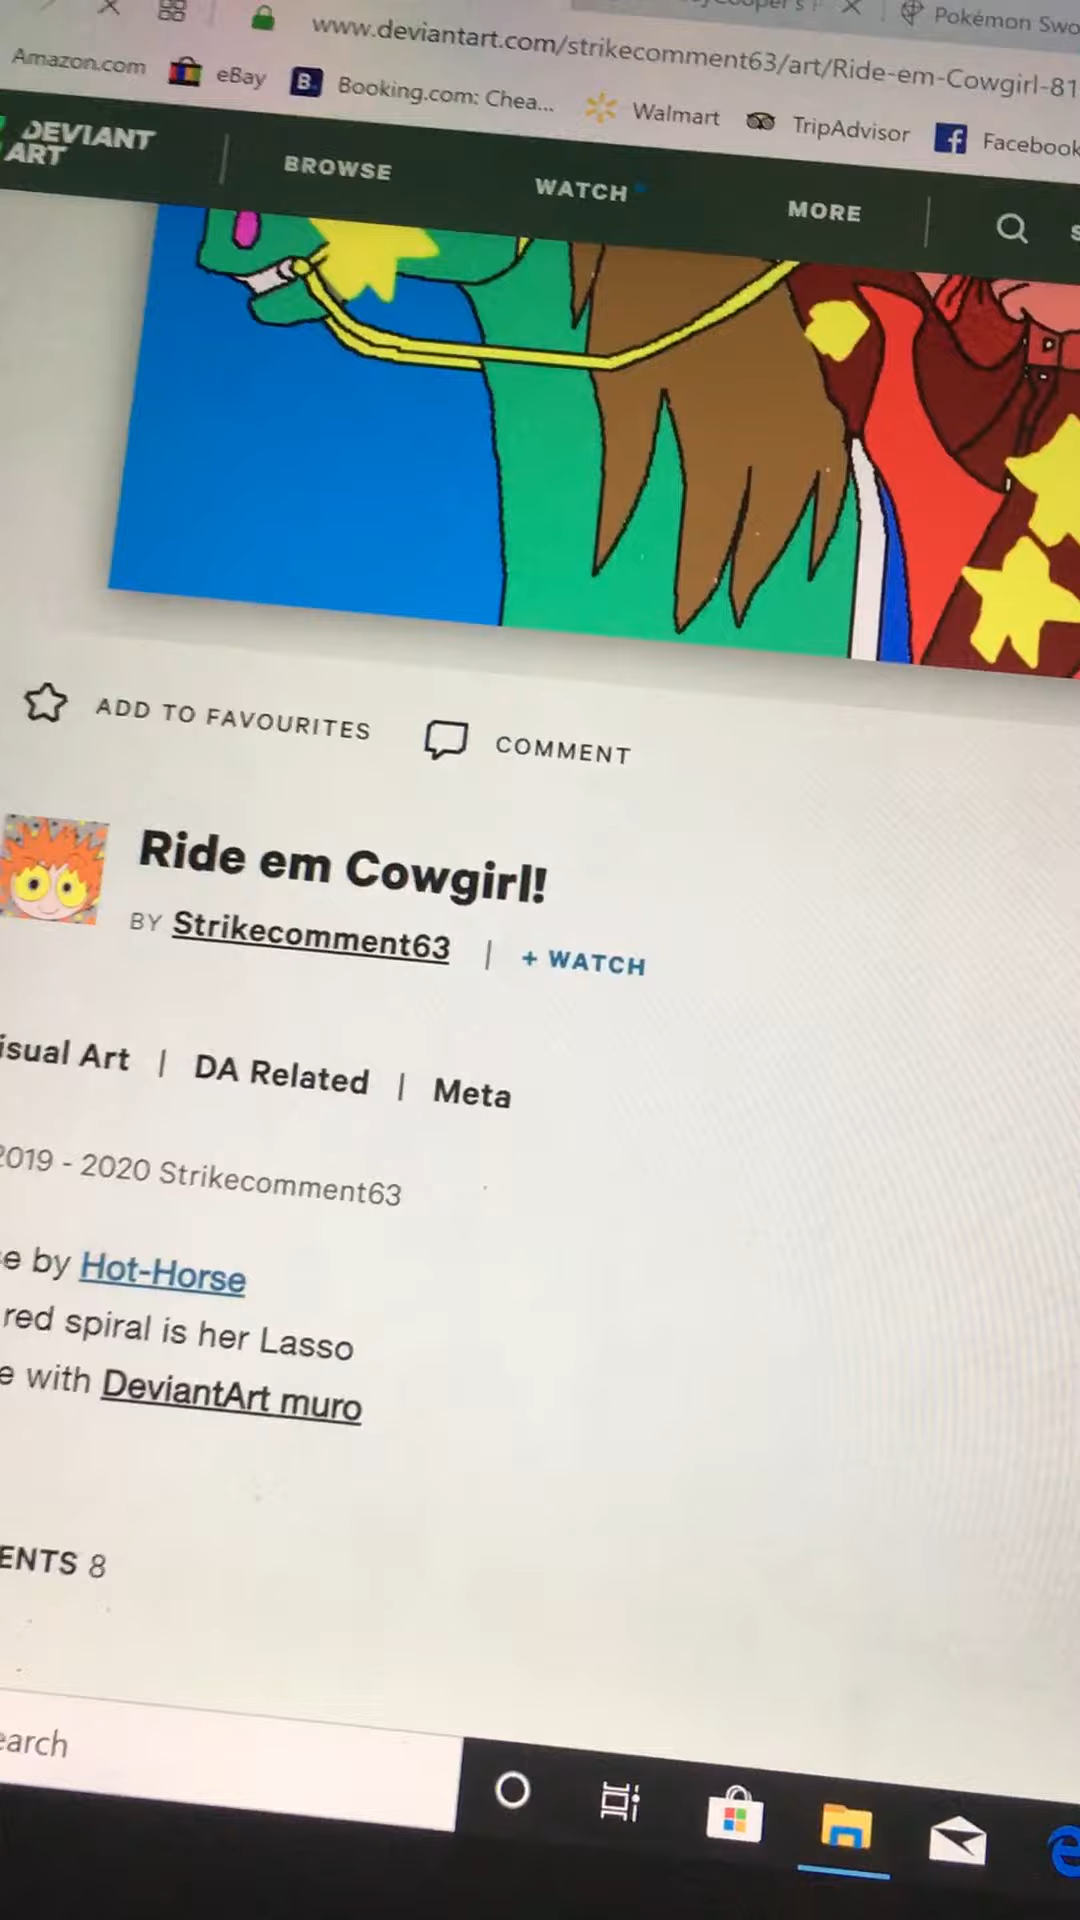 Pokémon Swo
www.deviantart.com/strikecomment63/art/Ride-em-Cowgirl-81
Amazon.com eBay B. Booking.com: Chea... Walmart TripAdvisor f Facebook
DEVIANT
ART
BROWSE WATCH MORE
ADD TO FAVOURITES COMMENT
Ride em Cowgirl!
BY Strikecomment63 | + WATCH
isual Art | DA Related | Meta
2019 - 2020 Strikecomment63
e by Hot-Horse
red spiral is her Lasso
e with DeviantArt muro
ENTS 8
earch